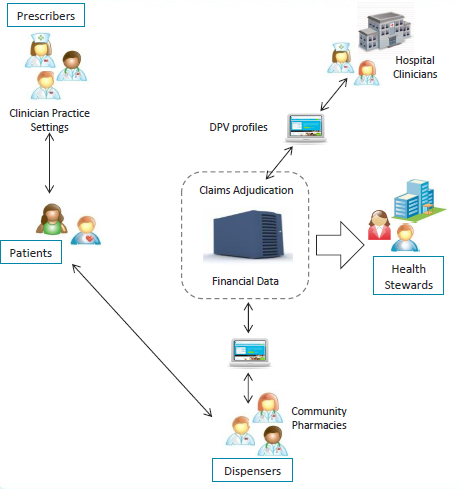 Prescribers
Clinician Practice
Settings
Patients
Hospital
Clinicians
DPV profiles
Claims Adjudication
Financial Data
Health
Stewards
Community
Pharmacies
Dispensers